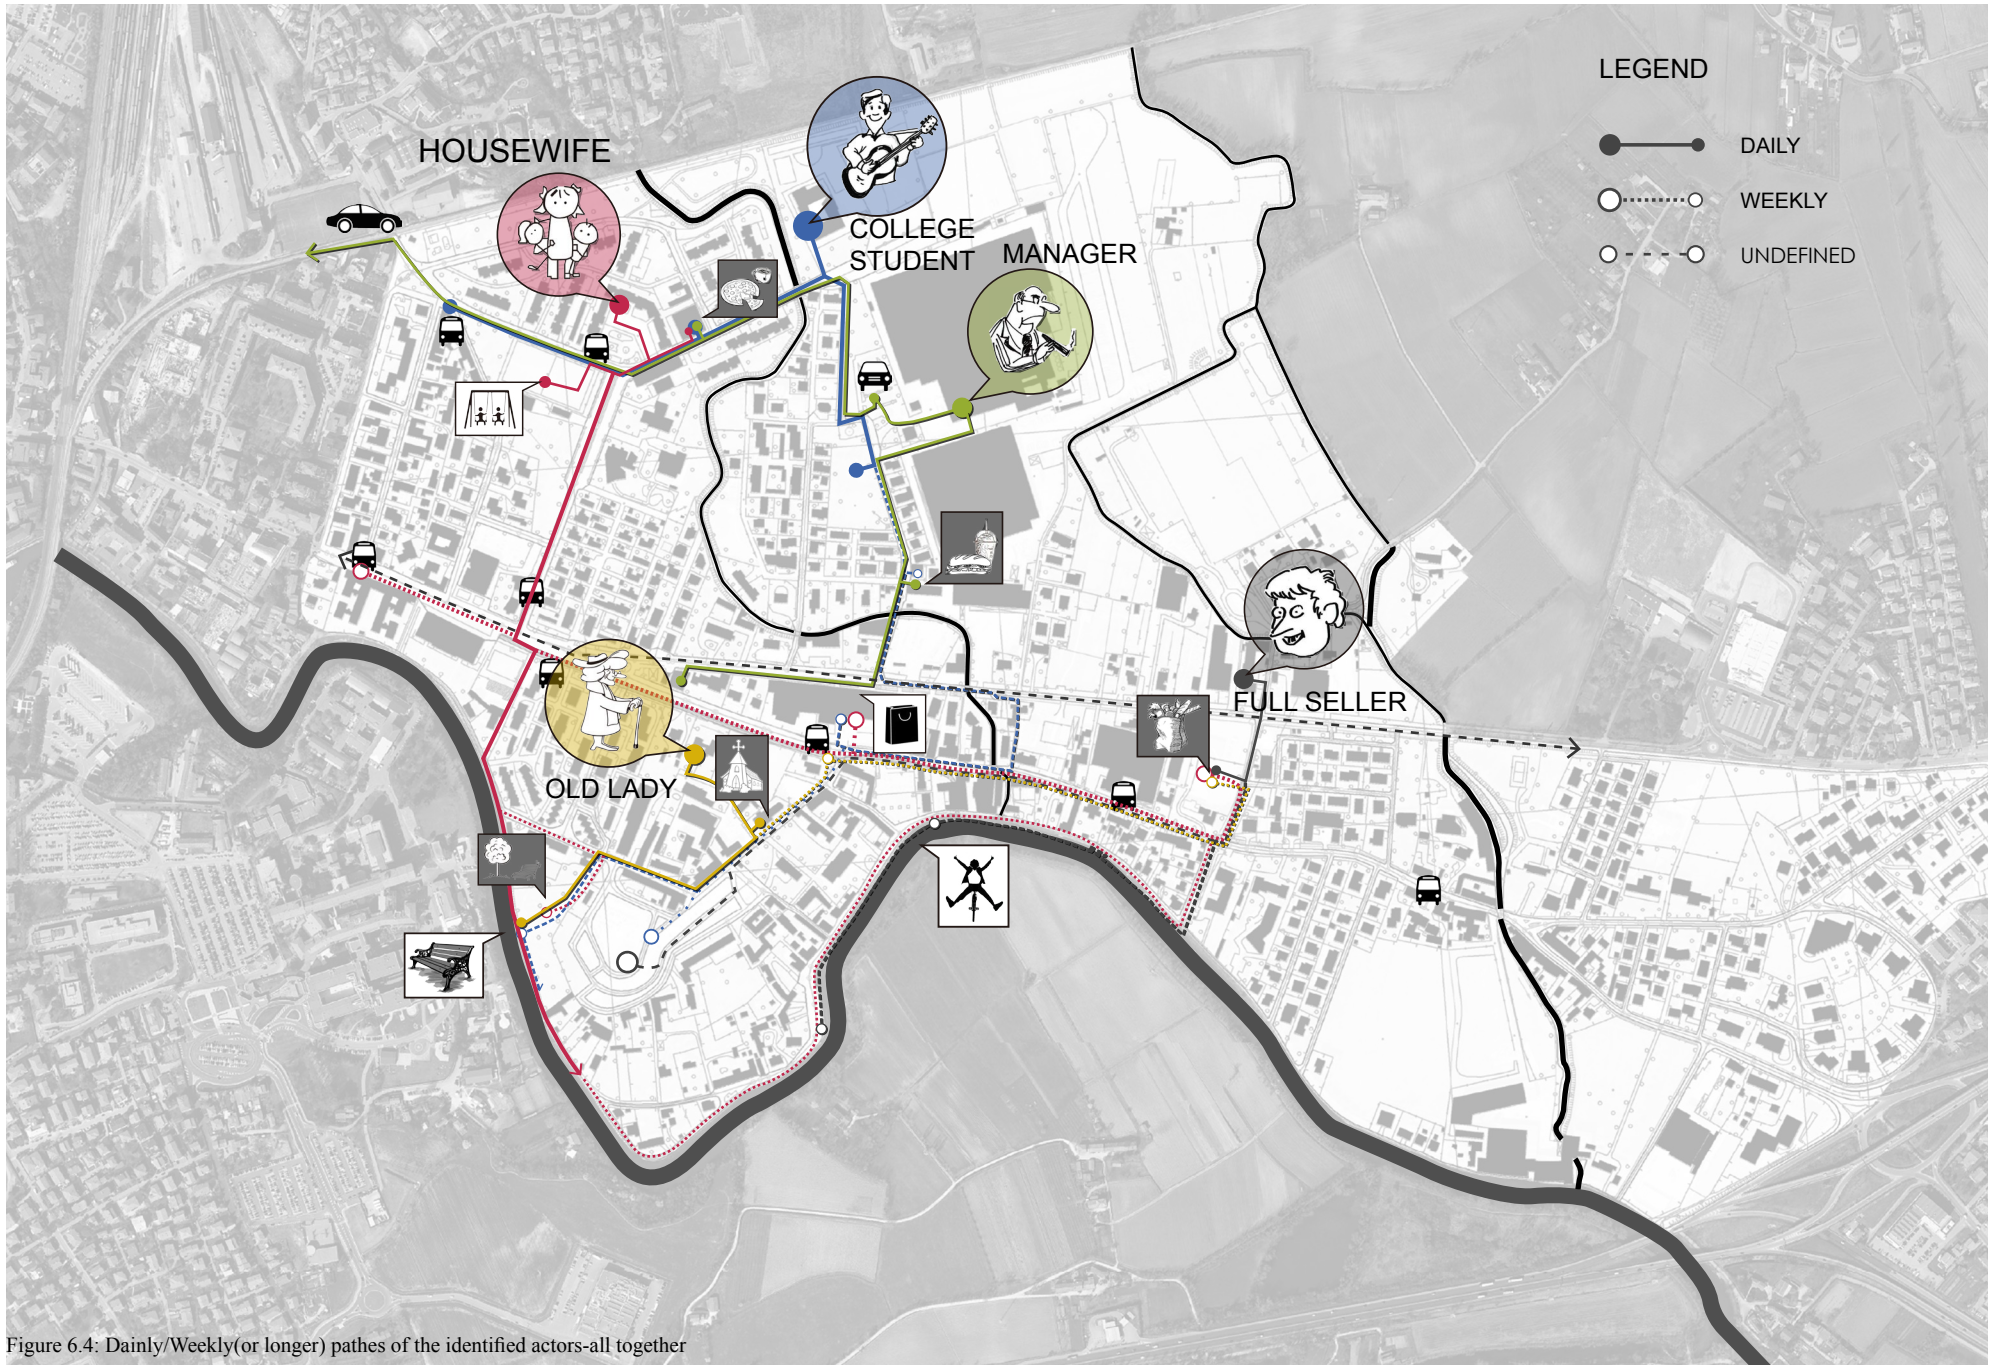 LEGEND
DAILY
WEEKLY
UNDEFINED
HOUSEWIFE
COLLEGE
STUDENT
MANAGER
FULL SELLER
OLD LADY
Figure 6.4: Dainly/Weekly(or longer) pathes of the identified actors-all together